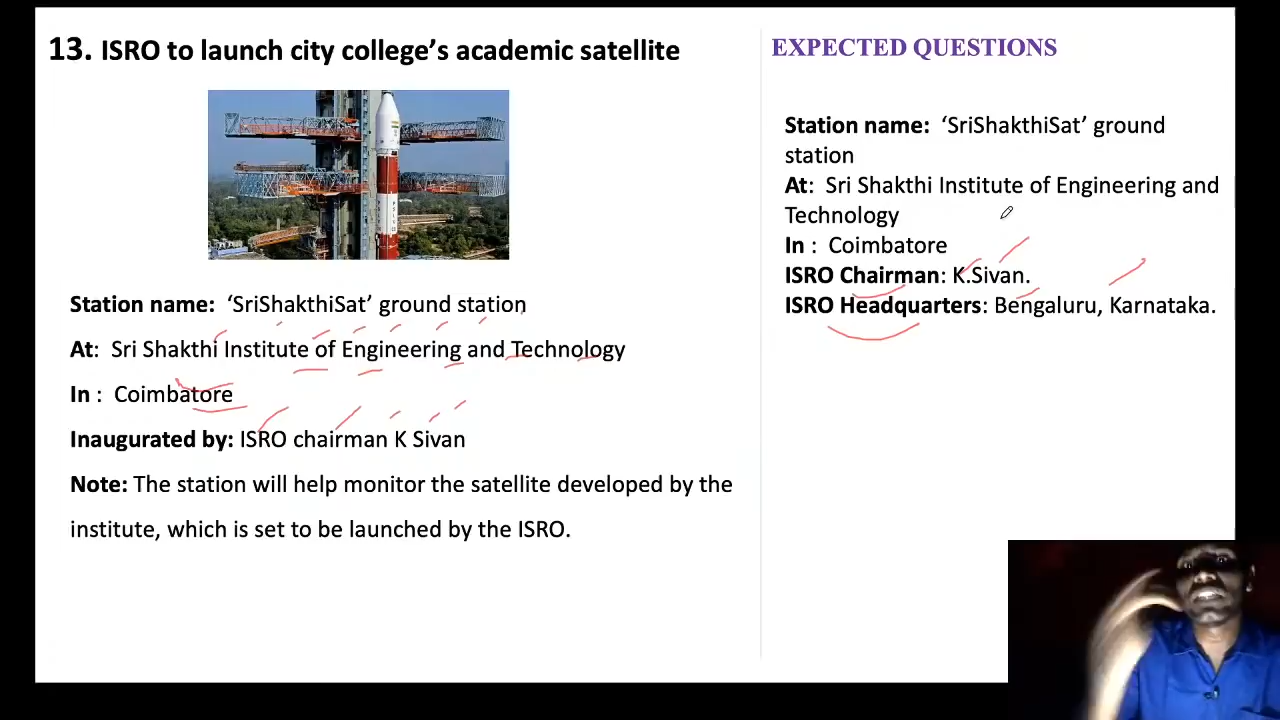 13. ISRO to launch city college's academic satellite
Station name: ‘SriShakthiSat’ ground station
At: Sri Shakthi Institute of Engineering and Technology
In : Coimbatore
Inaugurated by: ISRO chairman K Sivan
Note: The station will help monitor the satellite developed by the
institute, which is set to be launched by the ISRO.
EXPECTED QUESTIONS
Station name: ‘SriShakthiSat’ ground
station
At: Sri Shakthi Institute of Engineering and
Technology
In : Coimbatore
ISRO Chairman: K.Sivan.
ISRO Headquarters: Bengaluru, Karnataka.